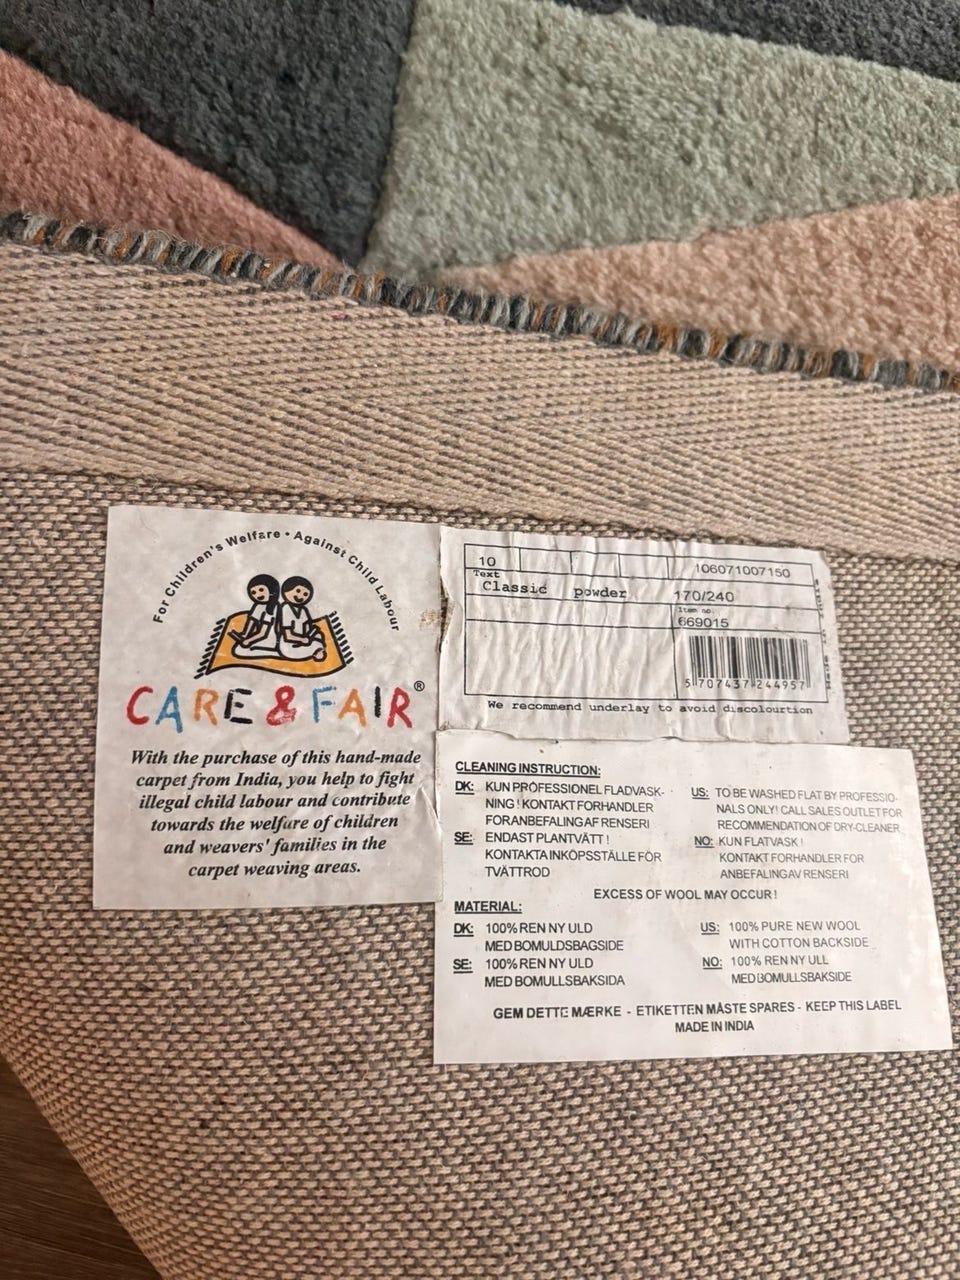 For Children's Welfare • Against Child Labour
CARE & FAIR®
With the purchase of this hand-made
carpet from India, you help to fight
illegal child labour and contribute
towards the welfare of children
and weavers' families in the
carpet weaving areas.
10
106071007150
Text
Classic powder 170/240
Item no.
669015
5 707437 244957
We recommend underlay to avoid discolourtion
CLEANING INSTRUCTION:
DK: KUN PROFESSIONEL FLADVASK-
NING! KONTAKT FORHANDLER
FOR ANBEFALING AF RENSERI
SE: ENDAST PLANTVÄTT!
KONTAKTA INKÖPSSTÄLLE FÖR
TVÄTTROD
US: TO BE WASHED FLAT BY PROFESSIO-
NALS ONLY! CALL SALES OUTLET FOR
RECOMMENDATION OF DRY-CLEANER
NO: KUN FLATVASK!
KONTAKT FORHANDLER FOR
ANBEFALING AV RENSERI
EXCESS OF WOOL MAY OCCUR!
MATERIAL:
DK: 100% REN NY ULD
MED BOMULDSBAGSIDE
SE: 100% REN NY ULD
MED BOMULLSBAKSIDA
US: 100% PURE NEW WOOL
WITH COTTON BACKSIDE
NO: 100% REN NY ULL
MED BOMULLSBAKSIDE
GEM DETTE MÆRKE - ETIKETTEN MÅSTE SPARES - KEEP THIS LABEL
MADE IN INDIA